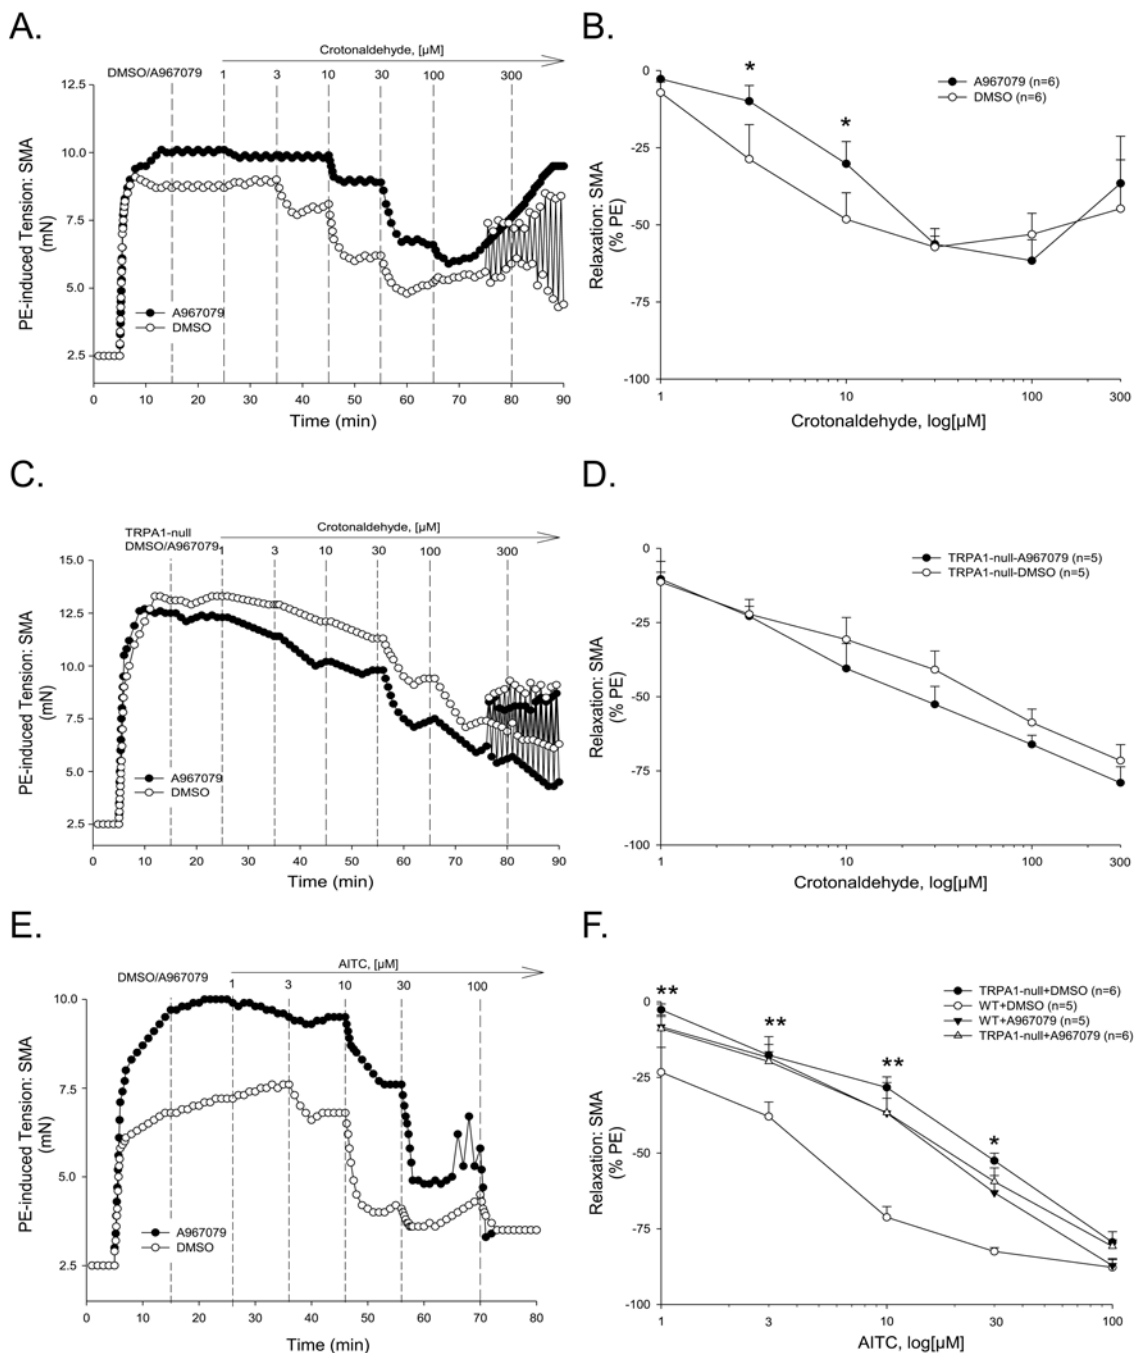 A.
Crotonaldehyde, [µM]
DMSO/A967079
1 3 10 30 100 300
12.5
10.0
7.5
5.0
2.5
PE-induced Tension: SMA
(mN)
A967079
DMSO
0 10 20 30 40 50 60 70 80 90
Time (min)
B.
0
-25
-50
-75
-100
Relaxation: SMA
(% PE)
A967079 (n=6)
DMSO (n=6)
*
*
1 10 100 300
Crotonaldehyde, log[µM]
C.
TRPA1-null
Crotonaldehyde, [µM]
DMSO/A967079
1 3 10 30 100 300
15.0
12.5
10.0
7.5
5.0
2.5
PE-induced Tension: SMA
(mN)
A967079
DMSO
0 10 20 30 40 50 60 70 80 90
Time (min)
D.
0
-25
-50
-75
-100
Relaxation: SMA
(% PE)
TRPA1-null-A967079 (n=5)
TRPA1-null-DMSO (n=5)
1 10 100 300
Crotonaldehyde, log[µM]
E.
AITC, [µM]
DMSO/A967079
1 3 10 30 100
10.0
7.5
5.0
2.5
PE-induced Tension: SMA
(mN)
A967079
DMSO
0 10 20 30 40 50 60 70 80
Time (min)
F.
0
-25
-50
-75
-100
Relaxation: SMA
(% PE)
TRPA1-null+DMSO (n=6)
WT+DMSO (n=5)
WT+A967079 (n=5)
TRPA1-null+A967079 (n=6)
**
**
**
*
1 3 10 30 100
AITC, log[µM]